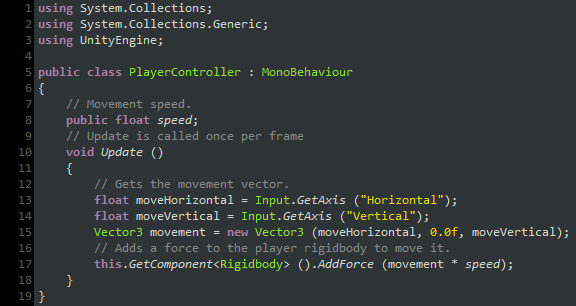 1 using System.Collections;
2 using System.Collections.Generic;
3 using UnityEngine;
4
5 public class PlayerController : MonoBehaviour
6 {
7     // Movement speed.
8     public float speed;
9     // Update is called once per frame
10     void Update ()
11     {
12         // Gets the movement vector.
13         float moveHorizontal = Input.GetAxis ("Horizontal");
14         float moveVertical = Input.GetAxis ("Vertical");
15         Vector3 movement = new Vector3 (moveHorizontal, 0.0f, moveVertical);
16         // Adds a force to the player rigidbody to move it.
17         this.GetComponent<Rigidbody> ().AddForce (movement * speed);
18     }
19 }